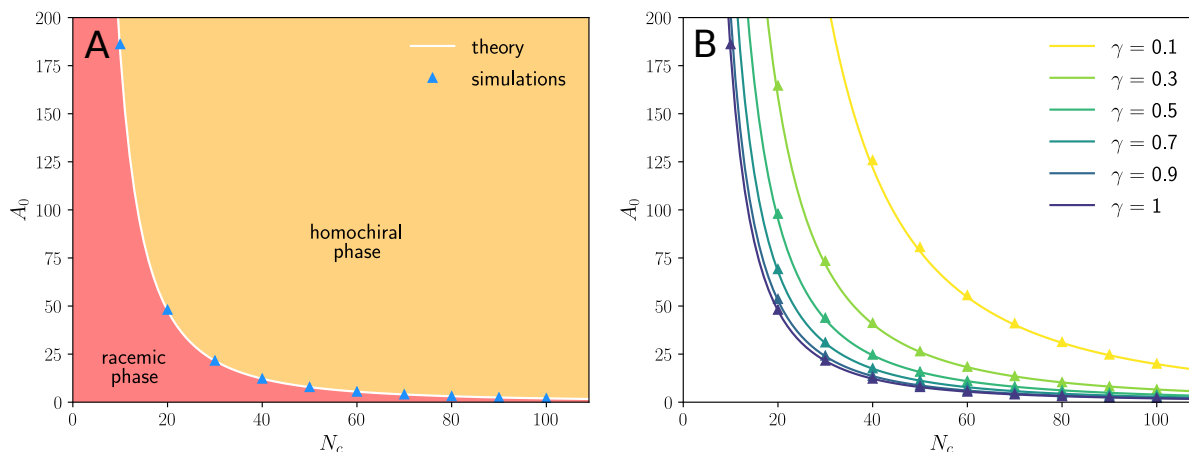 A
200
175
150
125
100
75
50
25
0
A₀
theory
simulations
homochiral
phase
racemic
phase
0
20
40
60
80
100
N_c
B
200
175
150
125
100
75
50
25
0
A₀
γ = 0.1
γ = 0.3
γ = 0.5
γ = 0.7
γ = 0.9
γ = 1
0
20
40
60
80
100
N_c